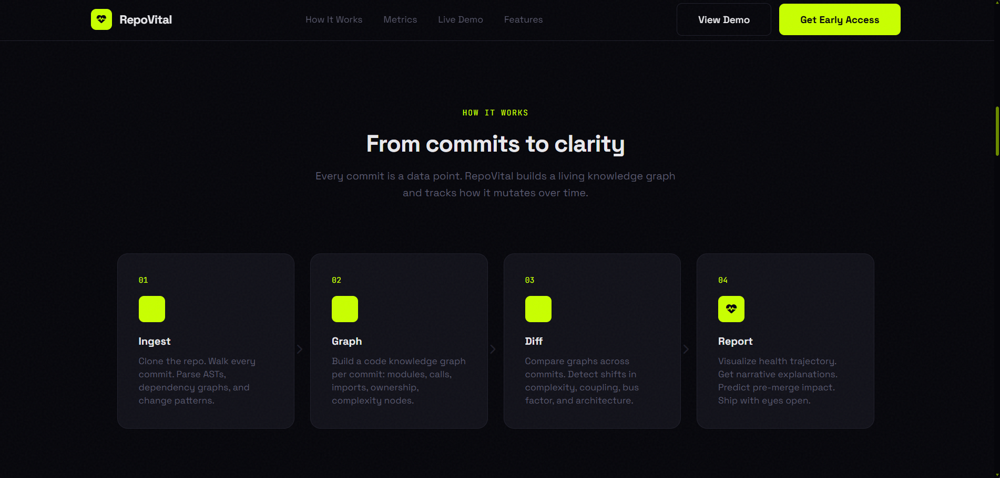 RepoVital
How It Works
Metrics
Live Demo
Features
View Demo
Get Early Access
HOW IT WORKS
From commits to clarity
Every commit is a data point. RepoVital builds a living knowledge graph
and tracks how it mutates over time.
01
Ingest
Clone the repo. Walk every
commit. Parse ASTs,
dependency graphs, and
change patterns.
02
Graph
Build a code knowledge graph
per commit: modules, calls,
imports, ownership,
complexity nodes.
03
Diff
Compare graphs across
commits. Detect shifts in
complexity, coupling, bus
factor, and architecture.
04
Report
Visualize health trajectory.
Get narrative explanations.
Predict pre-merge impact.
Ship with eyes open.